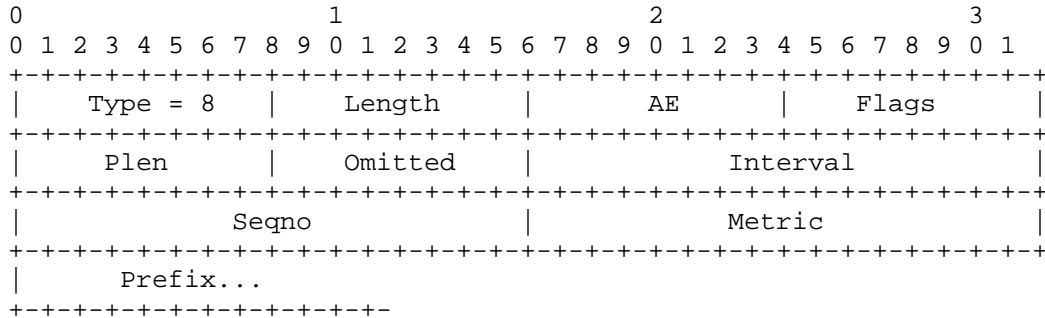 0                   1                   2                   3
0 1 2 3 4 5 6 7 8 9 0 1 2 3 4 5 6 7 8 9 0 1 2 3 4 5 6 7 8 9 0 1
+-+-+-+-+-+-+-+-+-+-+-+-+-+-+-+-+-+-+-+-+-+-+-+-+-+-+-+-+-+-+-+-+
|    Type = 8   |    Length     |      AE       |    Flags      |
+-+-+-+-+-+-+-+-+-+-+-+-+-+-+-+-+-+-+-+-+-+-+-+-+-+-+-+-+-+-+-+-+
|     Plen      |    Omitted    |            Interval           |
+-+-+-+-+-+-+-+-+-+-+-+-+-+-+-+-+-+-+-+-+-+-+-+-+-+-+-+-+-+-+-+-+
|             Seqno             |            Metric             |
+-+-+-+-+-+-+-+-+-+-+-+-+-+-+-+-+-+-+-+-+-+-+-+-+-+-+-+-+-+-+-+-+
|      Prefix...
+-+-+-+-+-+-+-+-+-+-+-+-